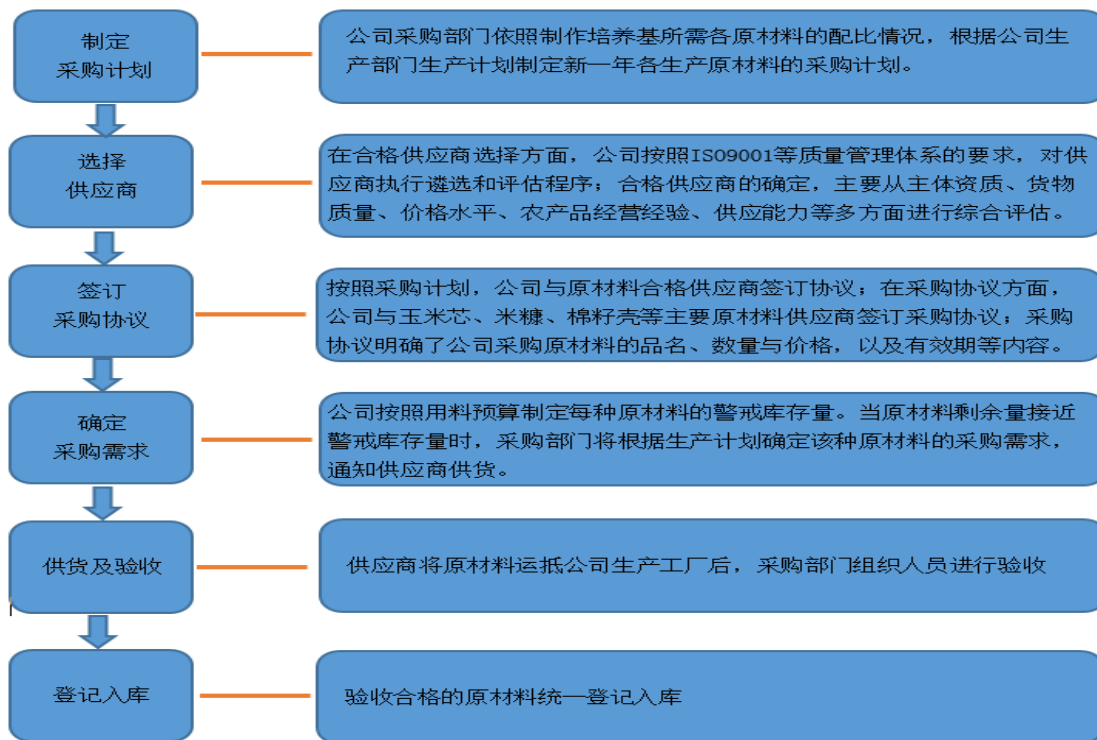 制定
采购计划
公司采购部门依照制作培养基所需各原材料的配比情况，根据公司生
产部门生产计划制定新一年各生产原材料的采购计划。
选择
供应商
在合格供应商选择方面，公司按照ISO9001等质量管理体系的要求，对供
应商执行遴选和评估程序；合格供应商的确定，主要从主体资质、货物
质量、价格水平、农产品经营经验、供应能力等多方面进行综合评估。
签订
采购协议
按照采购计划，公司与原材料合格供应商签订协议；在采购协议方面，
公司与玉米芯、米糠、棉籽壳等主要原材料供应商签订采购协议；采购
协议明确了公司采购原材料的品名、数量与价格，以及有效期等内容。
确定
采购需求
公司按照用料预算制定每种原材料的警戒库存量。当原材料剩余量接近
警戒库存量时，采购部门将根据生产计划确定该种原材料的采购需求，
通知供应商供货。
供货及验收
供应商将原材料运抵公司生产工厂后，采购部门组织人员进行验收
登记入库
验收合格的原材料统一登记入库